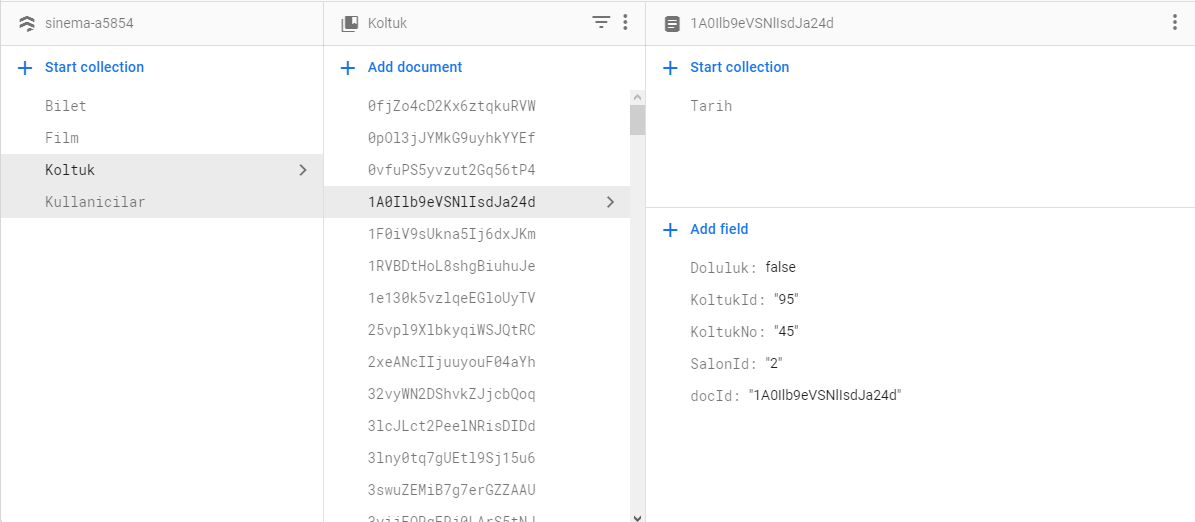 sinema-a5854
Koltuk
1A0Ilb9eVSNlIsdJa24d
Start collection
Bilet
Film
Koltuk
Kullanicilar
Add document
0fjZo4cD2Kx6ztqkuRVW
0pOl3jJYMkG9uyhkYYEf
0vfuPS5yvzut2Gq56tP4
1A0Ilb9eVSNlIsdJa24d
1F0iV9sUkna5Ij6dxJKm
1RVBDtHoL8shgBiuhuJe
1e130k5vzlqeEGloUyTV
25vpl9XlbkyqiWSJQtRC
2xeANcIIjuuyouF04aYh
32vyWN2DShvkZJjcbQoq
3lcJLct2PeelNRisDIDd
3lny0tq7gUEtl9Sj15u6
3swuZEMiB7g7erGZZAAU
Start collection
Tarih
Add field
Doluluk: false
KoltukId: "95"
KoltukNo: "45"
SalonId: "2"
docId: "1A0Ilb9eVSNlIsdJa24d"